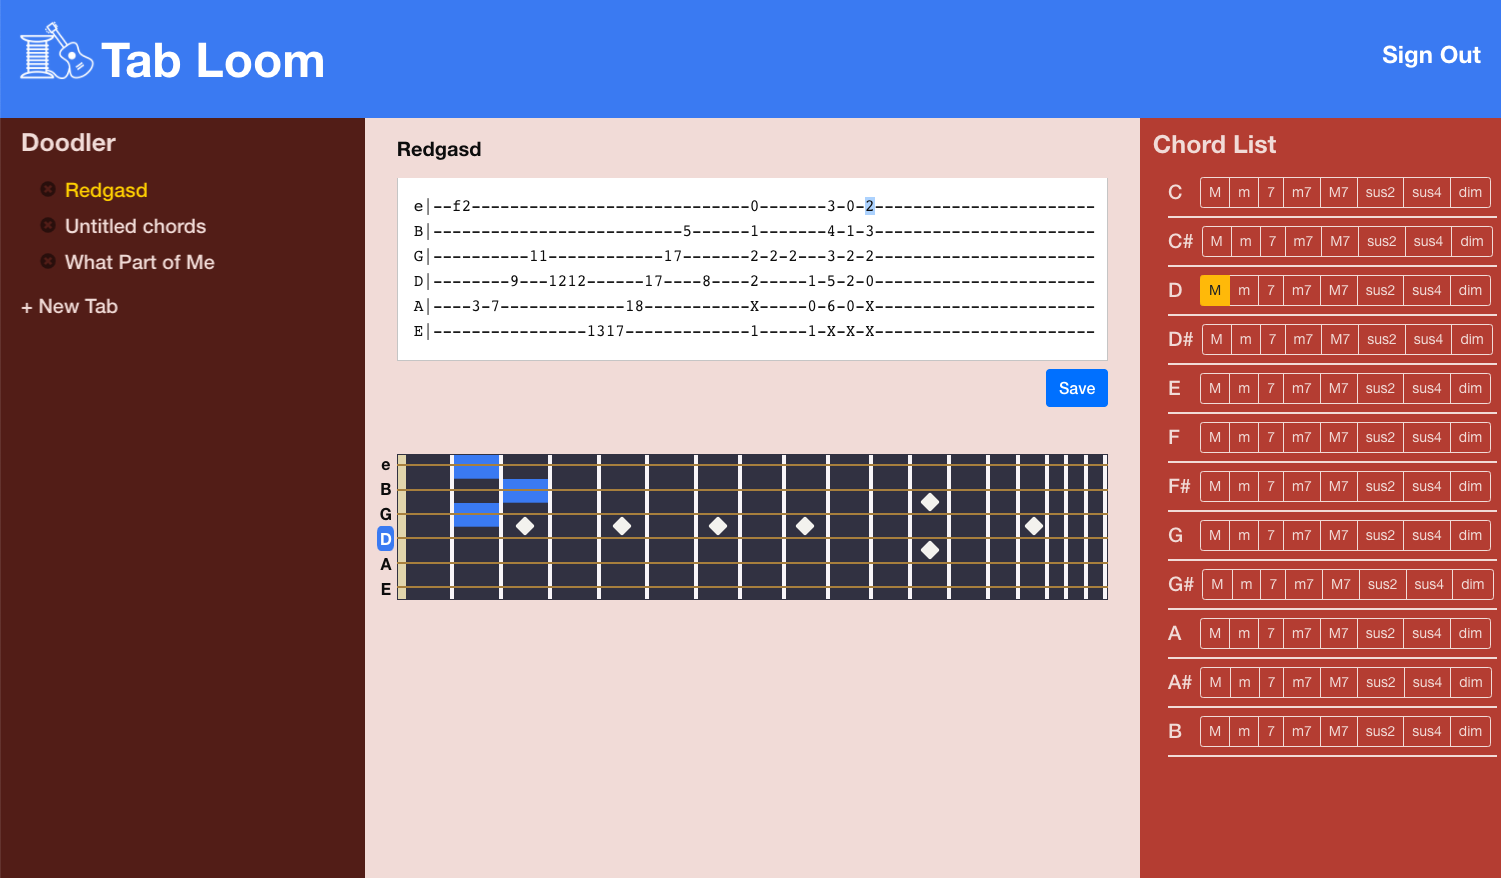 Tab Loom
Sign Out
Doodler
Redgasd
Untitled chords
What Part of Me
+ New Tab
Redgasd
e|--f2-----------------------------0-------3-0-2-----------------------
B|--------------------------5------1-------4-1-3-----------------------
G|----------11------------17-------2-2-2---3-2-2-----------------------
D|--------9---1212------17----8----2-----1-5-2-0-----------------------
A|----3-7-------------18-----------X-----0-6-0-X-----------------------
E|----------------1317-------------1-----1-X-X-X-----------------------
Save
e
B
G
D
A
E
Chord List
C M m 7 m7 M7 sus2 sus4 dim
C# M m 7 m7 M7 sus2 sus4 dim
D M m 7 m7 M7 sus2 sus4 dim
D# M m 7 m7 M7 sus2 sus4 dim
E M m 7 m7 M7 sus2 sus4 dim
F M m 7 m7 M7 sus2 sus4 dim
F# M m 7 m7 M7 sus2 sus4 dim
G M m 7 m7 M7 sus2 sus4 dim
G# M m 7 m7 M7 sus2 sus4 dim
A M m 7 m7 M7 sus2 sus4 dim
A# M m 7 m7 M7 sus2 sus4 dim
B M m 7 m7 M7 sus2 sus4 dim